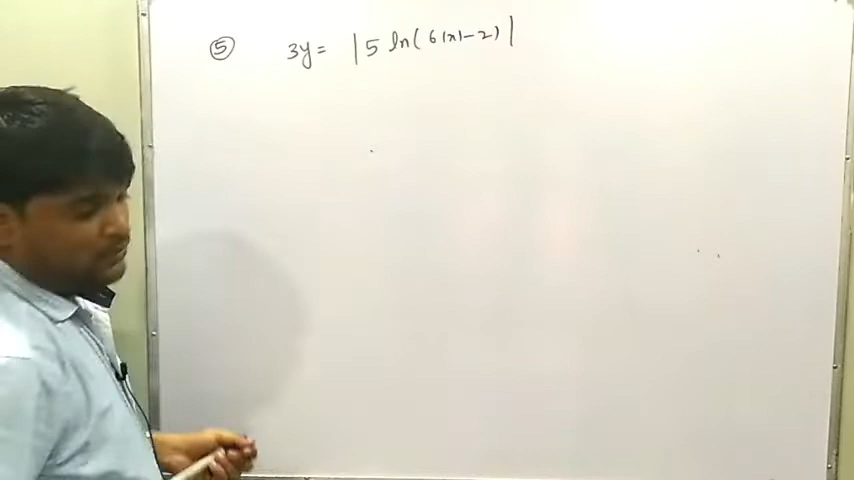 ⑤ 3y = |5 ln(6|x|-2)|